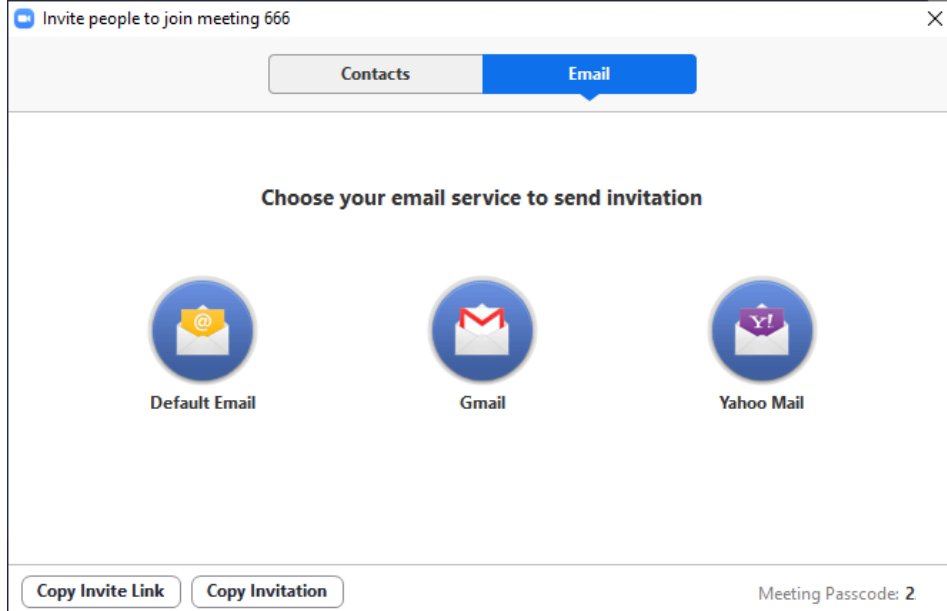 Invite people to join meeting 666
Contacts Email
Choose your email service to send invitation
@ Y!
Default Email Gmail Yahoo Mail
Copy Invite Link Copy Invitation Meeting Passcode: 2